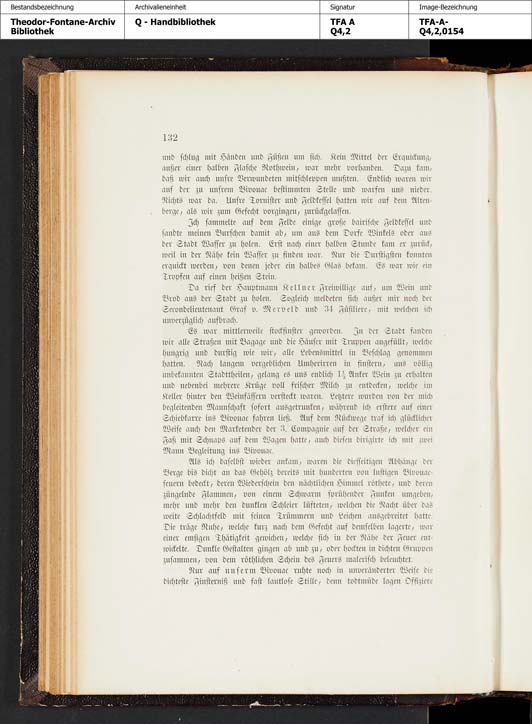 Bestandsbezeichnung Archivalieneinheit Signatur Image-Bezeichnung
Theodor-Fontane-Archiv Q - Handbibliothek TFA A TFA-A-
Bibliothek Q4,2 Q4,2,0154
132
und ſchlug mit Händen und Füßen um ſich. Kein Mittel der Erquickung,
außer einer halben Flaſche Rothwein, war mehr vorhanden. Dazu kam,
daß wir auch unſre Verwundeten mitſchleppen mußten. Endlich waren wir
auf der zu unſrem Bivouac beſtimmten Stelle und warfen uns nieder.
Nichts war da. Unſre Torniſter und Feldkeſſel hatten wir auf dem Alten-
berge, als wir zum Gefecht vorgingen, zurückgelaſſen.
Ich ſammelte auf dem Felde einige große bairiſche Feldkeſſel und
ſandte meinen Burſchen damit ab, um aus dem Dorfe Winkels oder aus
der Stadt Waſſer zu holen. Erſt nach einer halben Stunde kam er zurück,
weil in der Nähe kein Waſſer zu finden war. Nur die Durſtigſten konnten
erquickt werden, von denen jeder ein halbes Glas bekam. Es war wie ein
Tropfen auf einen heißen Stein.
Da rief der Hauptmann Kellner Freiwillige auf, um Wein und
Brod aus der Stadt zu holen. Sogleich meldeten ſich außer mir noch der
Secondelieutenant Graf v. Merveld und 34 Füſiliere, mit welchen ich
unverzüglich aufbrach.
Es war mittlerweile ſtockfinſter geworden. In der Stadt fanden
wir alle Straßen mit Bagage und die Häuſer mit Truppen angefüllt, welche
hungrig und durſtig wie wir, alle Lebensmittel in Beſchlag genommen
hatten. Nach langem vergeblichen Umherirren in finſtern, uns völlig
unbekannten Stadttheilen, gelang es uns endlich 1½ Anker Wein zu erhalten
und nebenbei mehrere Krüge voll friſcher Milch zu entdecken, welche im
Keller hinter den Weinfäſſern verſteckt waren. Letztere wurden von der mich
begleitenden Mannſchaft ſofort ausgetrunken, während ich erſtere auf einer
Schiebkarre ins Bivouac fahren ließ. Auf dem Rückwege traf ich glücklicher
Weiſe auch den Marketender der 3. Compagnie auf der Straße, welcher ein
Faß mit Schnaps auf dem Wagen hatte, auch dieſen dirigirte ich mit zwei
Mann Begleitung ins Bivouac.
Als ich daſelbſt wieder ankam, waren die dieſſeitigen Abhänge der
Berge bis dicht an das Gehölz bereits mit hunderten von luſtigen Bivouac-
feuern bedeckt, deren Wiederſchein den nächtlichen Himmel röthete, und deren
züngelnde Flammen, von einem Schwarm ſprühender Funken umgeben,
mehr und mehr den dunklen Schleier lüfteten, welchen die Nacht über das
weite Schlachtfeld mit ſeinen Trümmern und Leichen ausgebreitet hatte.
Die träge Ruhe, welche kurz nach dem Gefecht auf demſelben lagerte, war
einer emſigen Thätigkeit gewichen, welche ſich in der Nähe der Feuer ent-
wickelte. Dunkle Geſtalten gingen ab und zu, oder hockten in dichten Gruppen
zuſammen, von dem röthlichen Schein des Feuers maleriſch beleuchtet.
Nur auf unſerm Bivouac ruhte noch in unveränderter Weiſe die
dichteſte Finſterniß und faſt lautloſe Stille, denn todtmüde lagen Offiziere